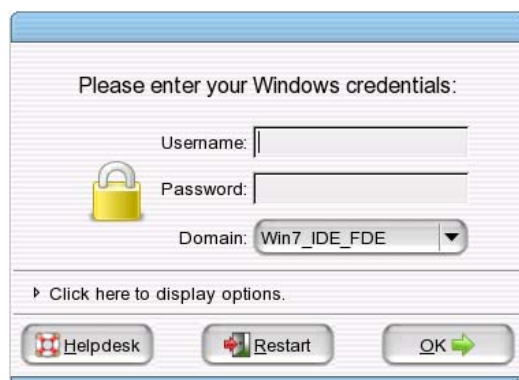 Please enter your Windows credentials:
Username:
Password:
Domain: Win7_IDE_FDE
Click here to display options.
Helpdesk Restart OK